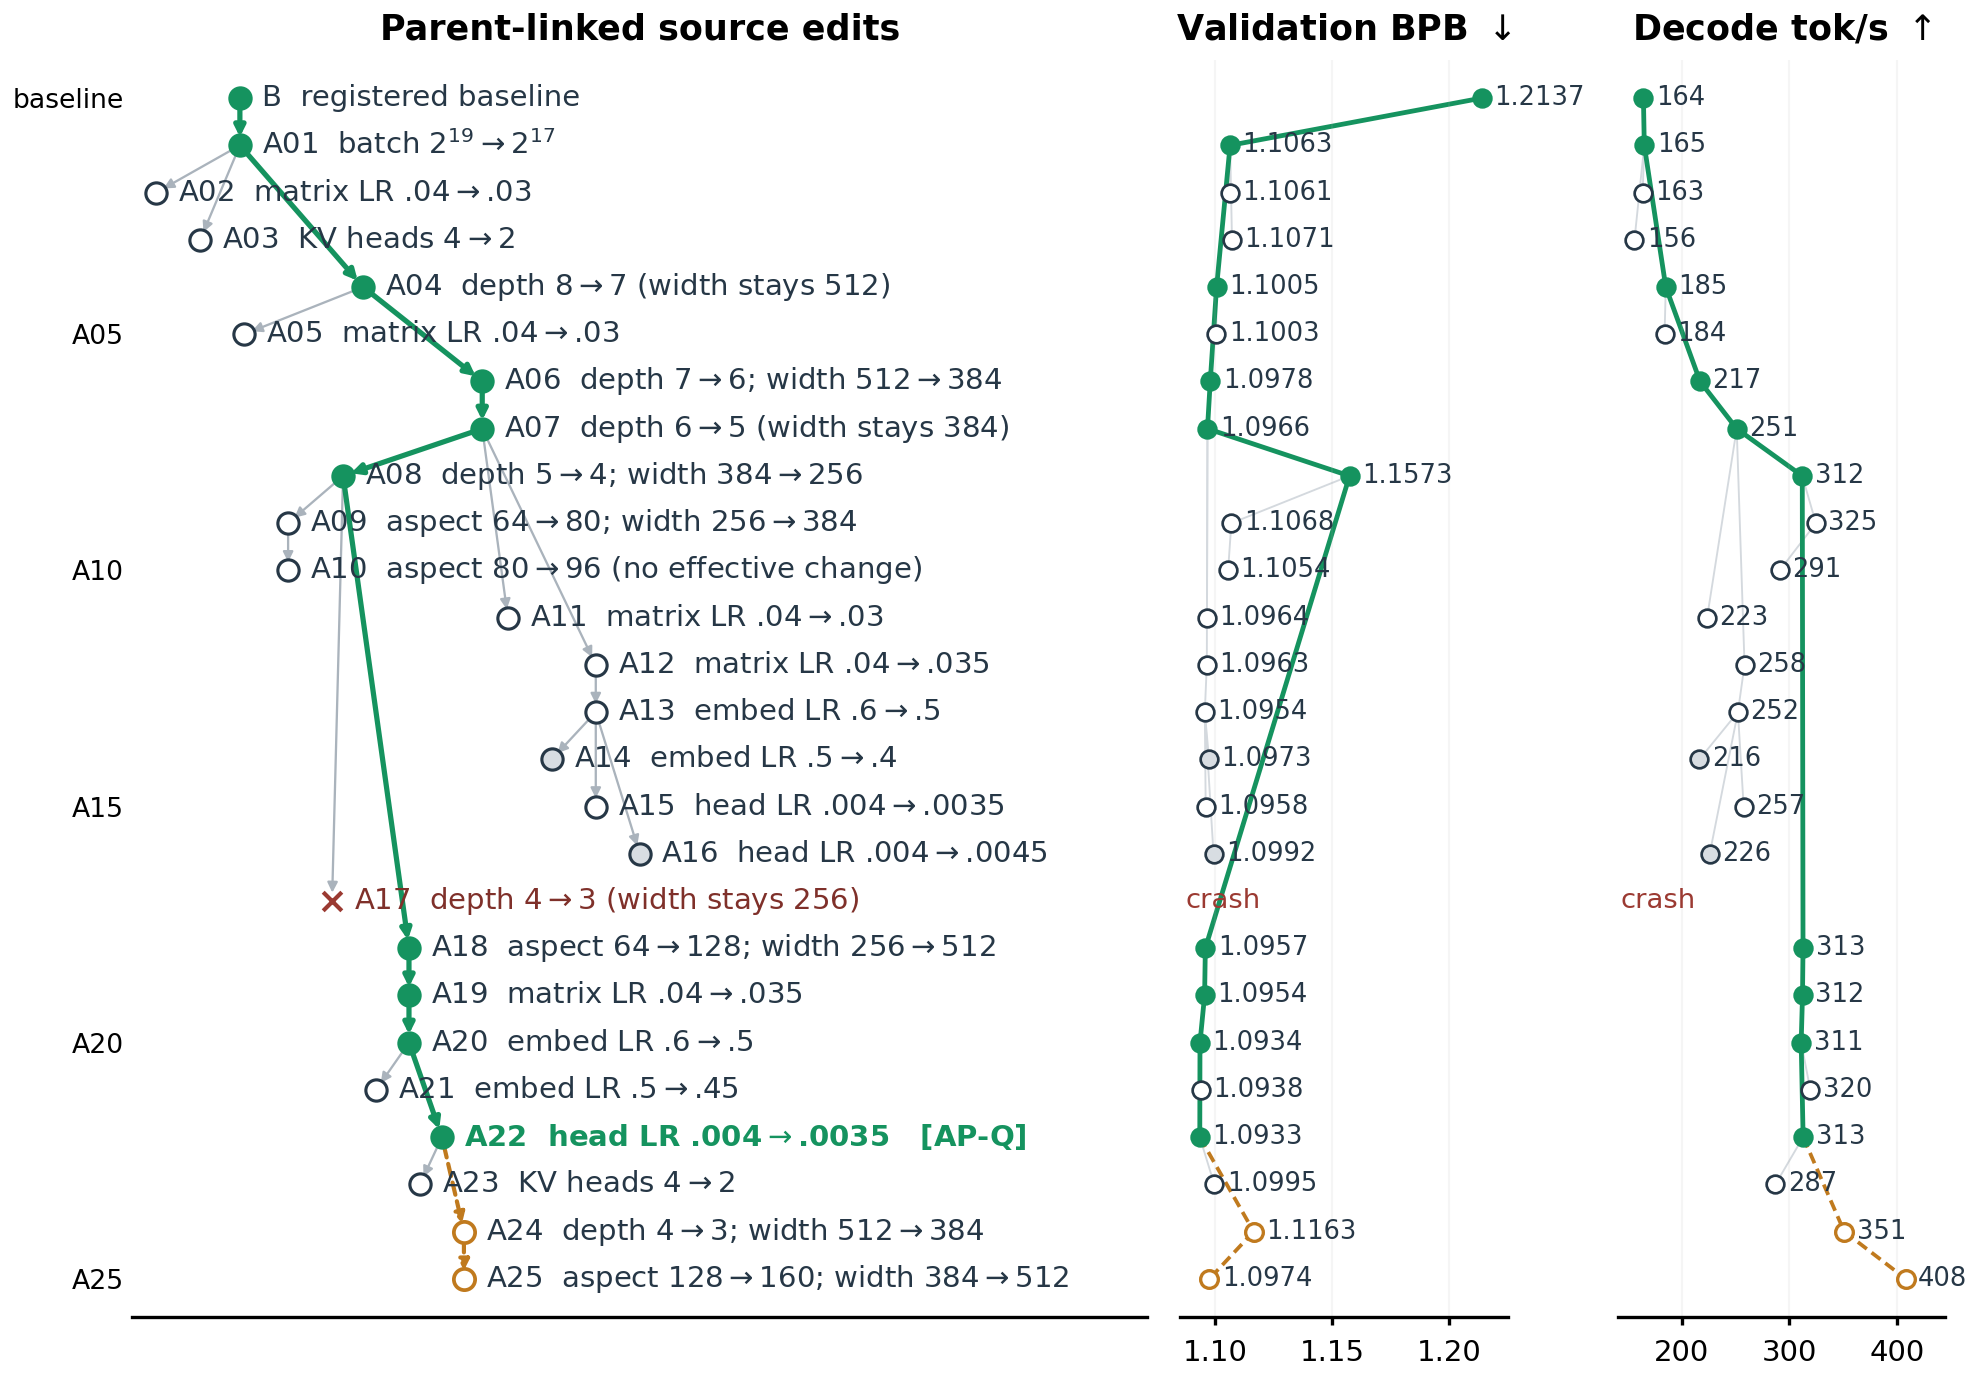 Parent-linked source edits Validation BPB ↓ Decode tok/s ↑
baseline B registered baseline 1.2137 164
A01 batch 2¹⁹→2¹⁷ 1.1063 165
A02 matrix LR .04→.03 1.1061 163
A03 KV heads 4→2 1.1071 156
A04 depth 8→7 (width stays 512) 1.1005 185
A05 A05 matrix LR .04→.03 1.1003 184
A06 depth 7→6; width 512→384 1.0978 217
A07 depth 6→5 (width stays 384) 1.0966 251
A08 depth 5→4; width 384→256 1.1573 312
A09 aspect 64→80; width 256→384 1.1068 325
A10 A10 aspect 80→96 (no effective change) 1.1054 291
A11 matrix LR .04→.03 1.0964 223
A12 matrix LR .04→.035 1.0963 258
A13 embed LR .6→.5 1.0954 252
A14 embed LR .5→.4 1.0973 216
A15 A15 head LR .004→.0035 1.0958 257
A16 head LR .004→.0045 1.0992 226
A17 depth 4→3 (width stays 256) crash crash
A18 aspect 64→128; width 256→512 1.0957 313
A19 matrix LR .04→.035 1.0954 312
A20 A20 embed LR .6→.5 1.0934 311
A21 embed LR .5→.45 1.0938 320
A22 head LR .004→.0035 [AP-Q] 1.0933 313
A23 KV heads 4→2 1.0995 287
A24 depth 4→3; width 512→384 1.1163 351
A25 A25 aspect 128→160; width 384→512 1.0974 408
1.10 1.15 1.20 200 300 400